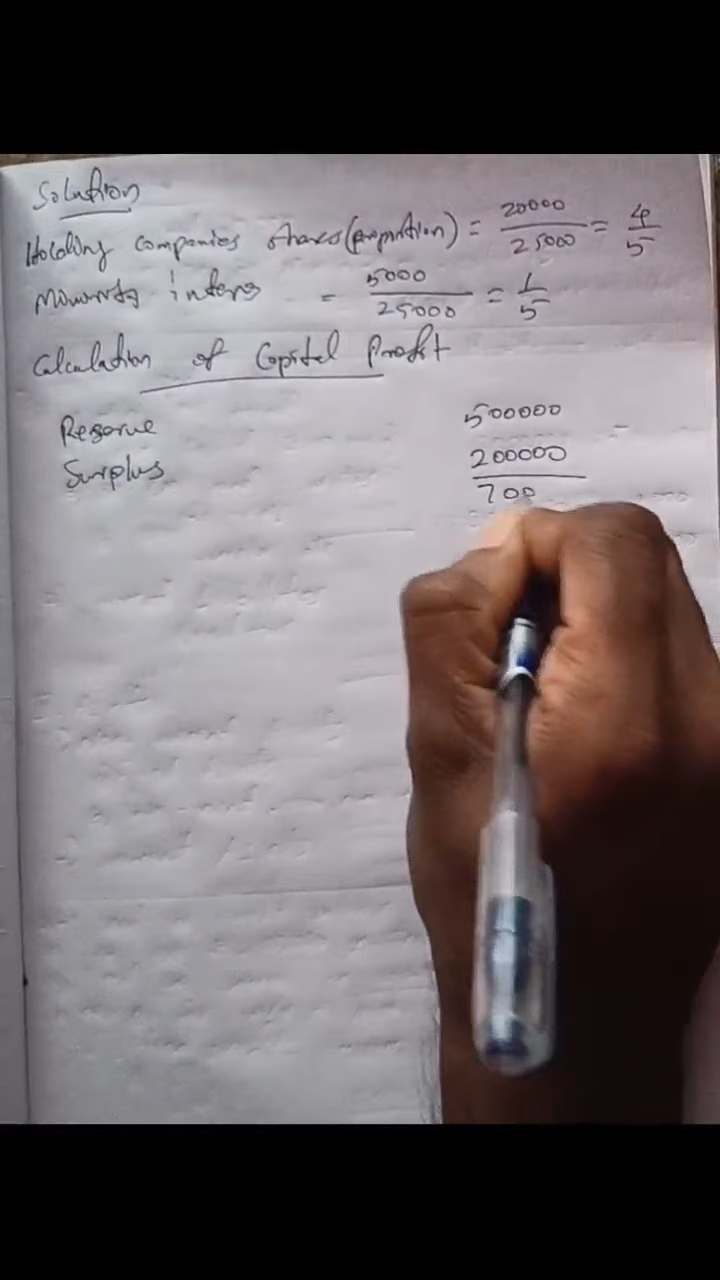 Solution
Holding companies shares (proportion) = 20000/25000 = 4/5
Minority inters = 5000/25000 = 1/5
Calculation of Capital Profit
Reserve 500000
Surplus 200000
700